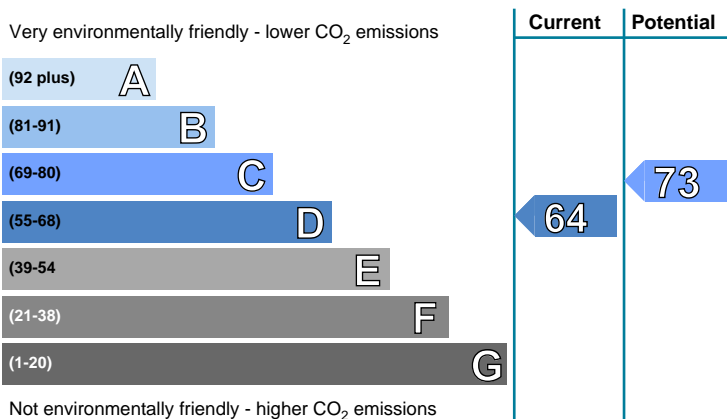 Current Potential
Very environmentally friendly - lower CO2 emissions
(92 plus) A
(81-91) B
(69-80) C
73
(55-68) D
64
(39-54 E
(21-38) F
(1-20) G
Not environmentally friendly - higher CO2 emissions